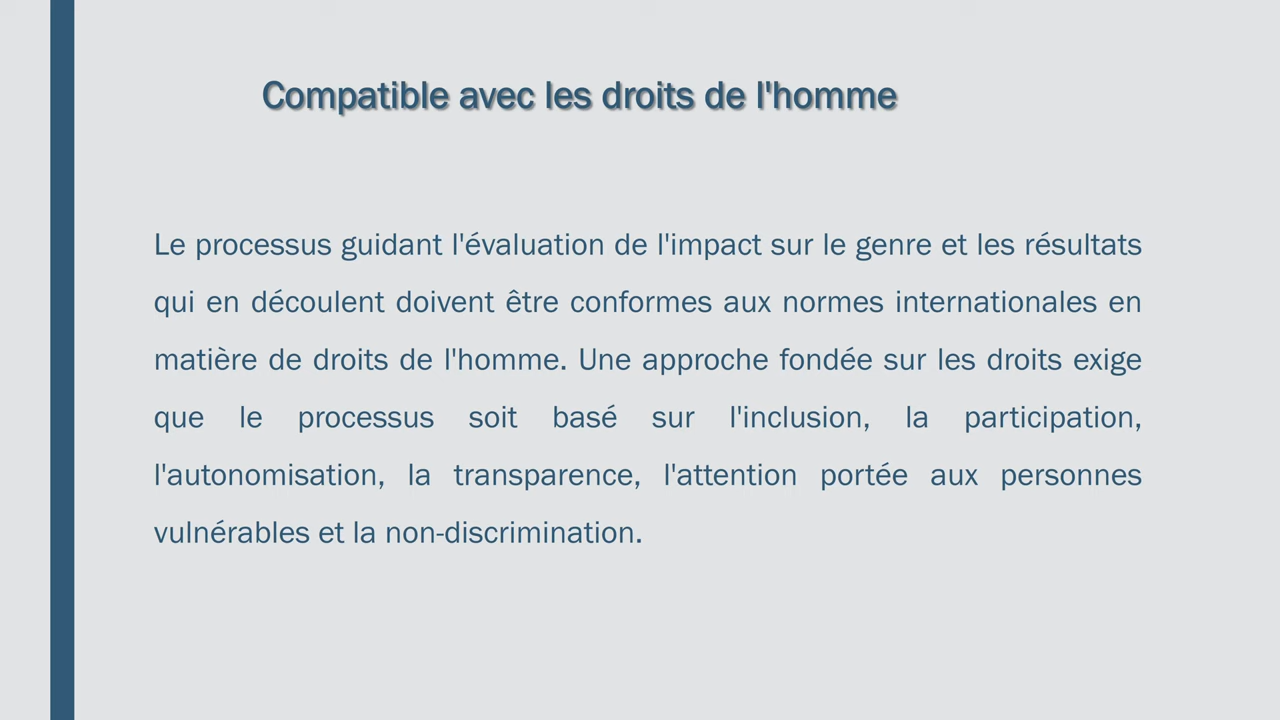 Compatible avec les droits de l'homme
Le processus guidant l'évaluation de l'impact sur le genre et les résultats
qui en découlent doivent être conformes aux normes internationales en
matière de droits de l'homme. Une approche fondée sur les droits exige
que le processus soit basé sur l'inclusion, la participation,
l'autonomisation, la transparence, l'attention portée aux personnes
vulnérables et la non-discrimination.